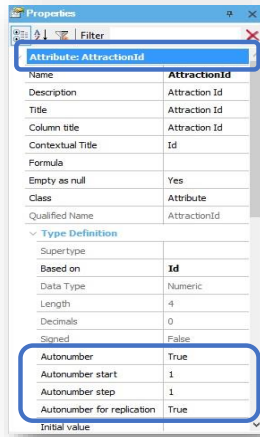 Properties
Filter
Attribute: AttractionId
Name AttractionId
Description Attraction Id
Title Attraction Id
Column title Attraction Id
Contextual Title Id
Formula
Empty as null Yes
Class Attribute
Qualified Name AttractionId
Type Definition
Supertype
Based on Id
Data Type Numeric
Length 4
Decimals 0
Signed False
Autonumber True
Autonumber start 1
Autonumber step 1
Autonumber for replication True
Initial value